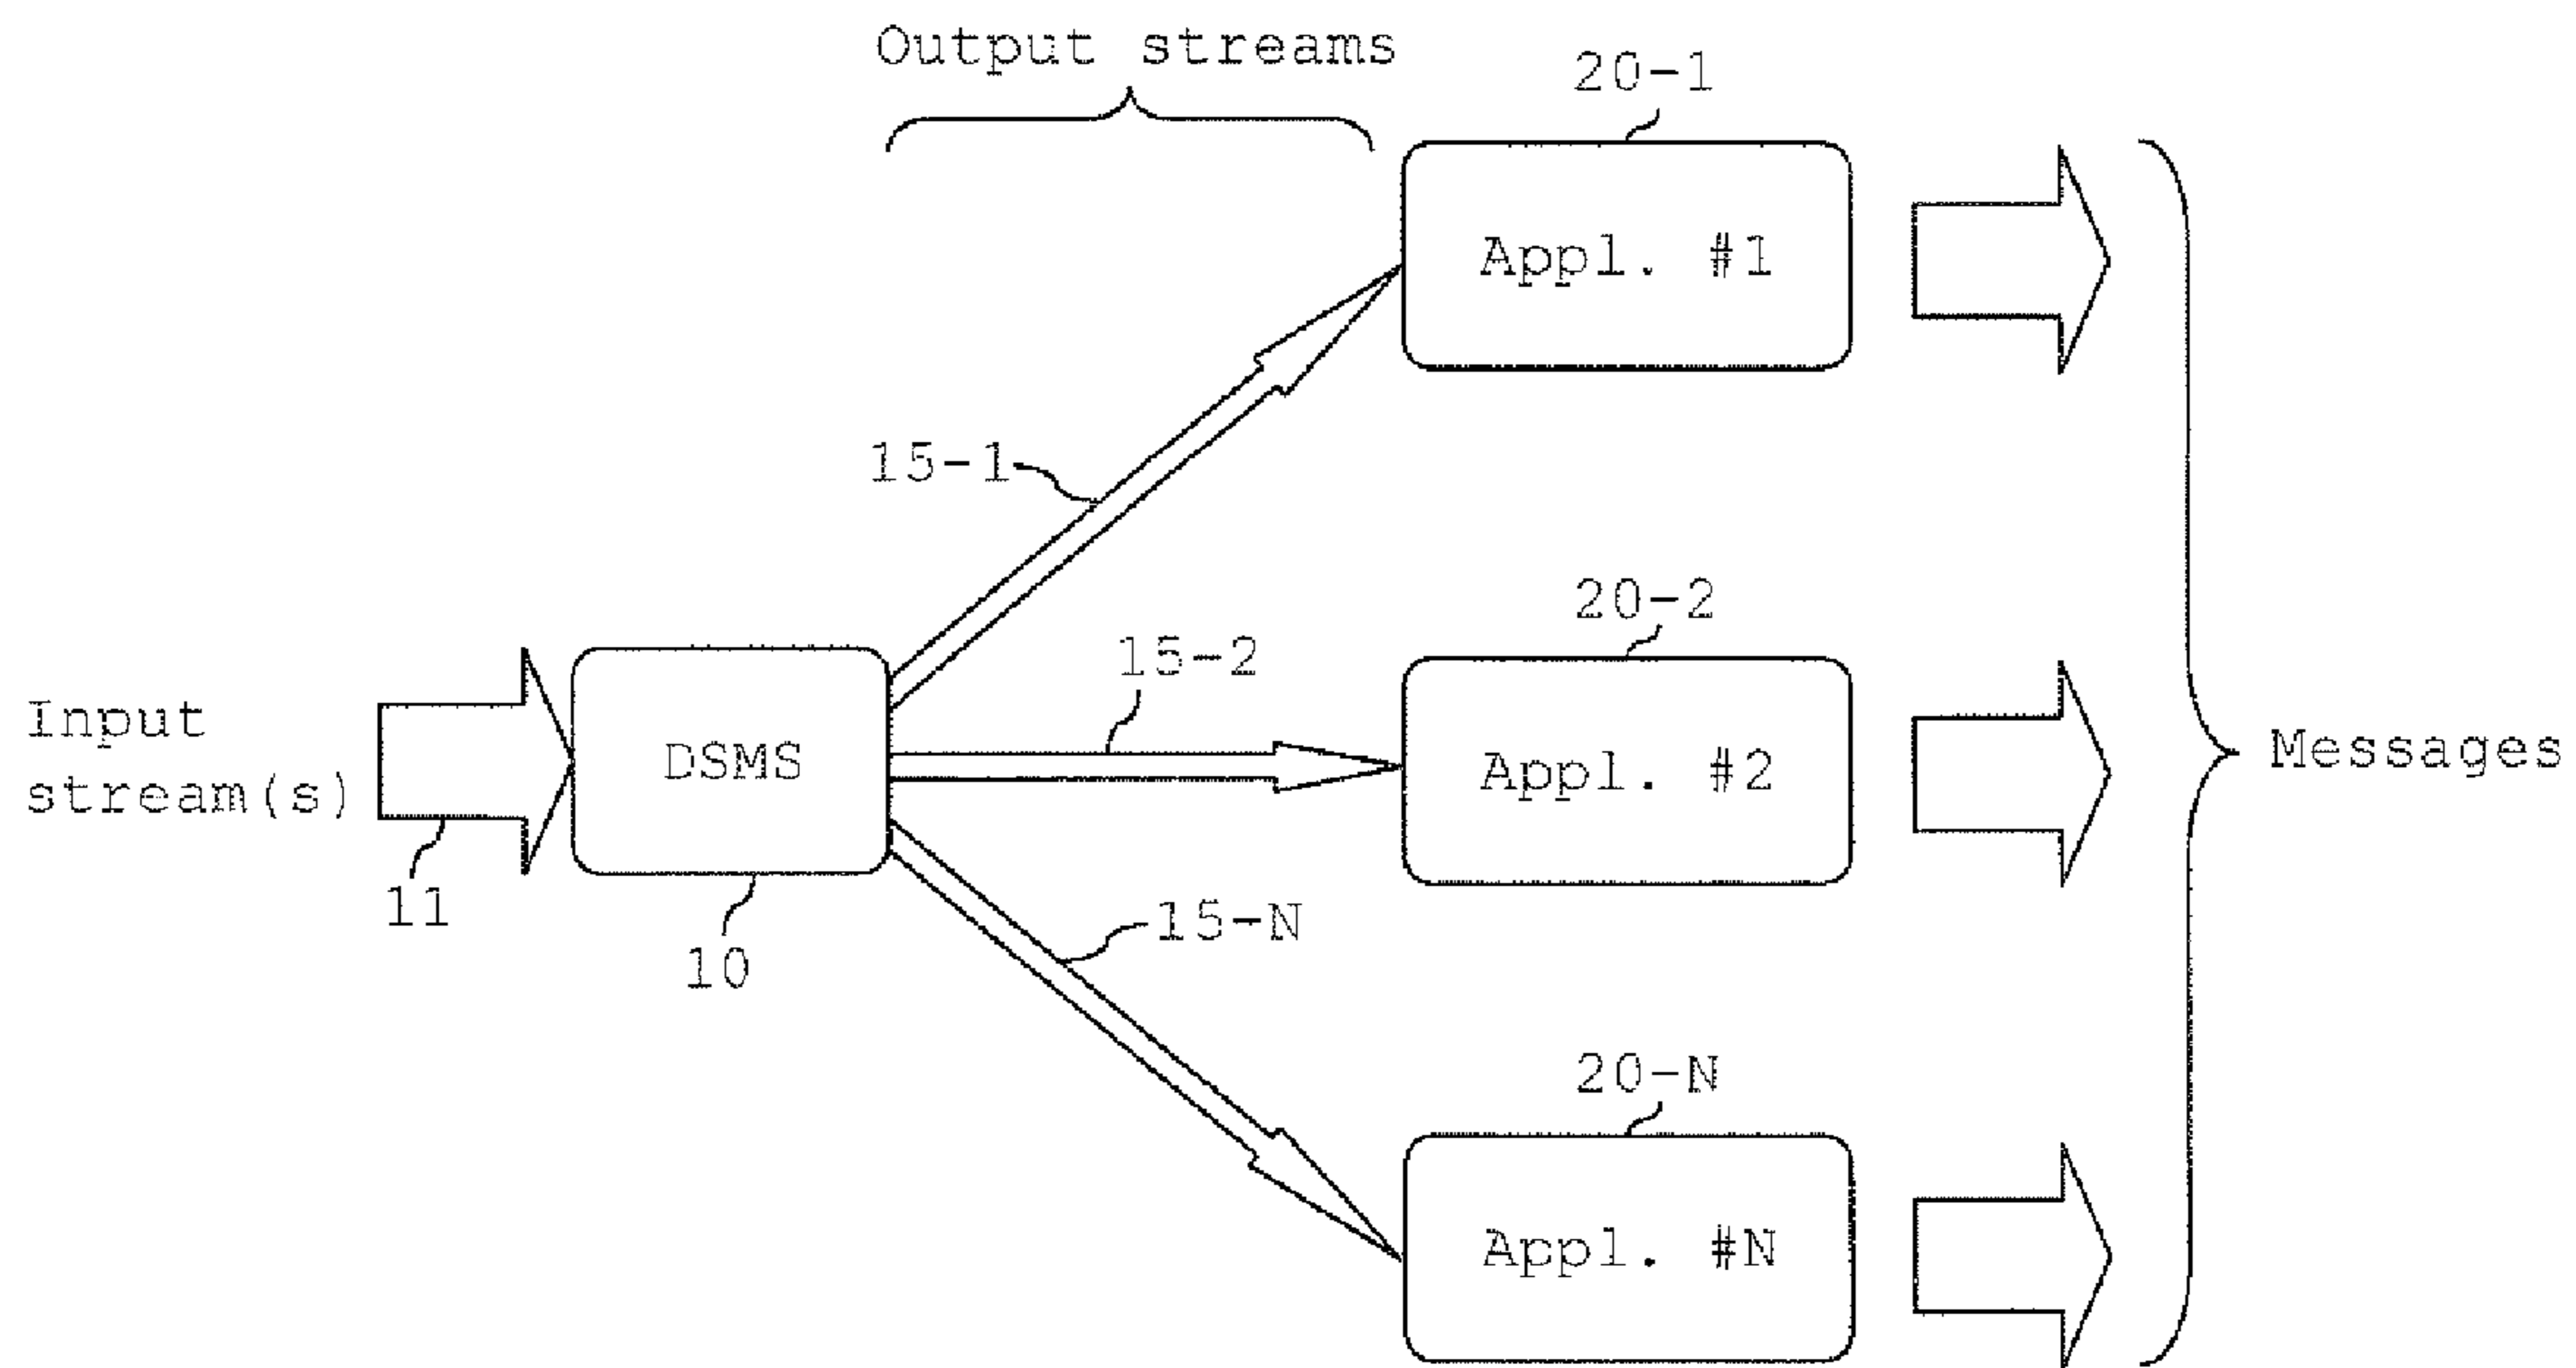 Output streams
20-1
Appl. #1
15-1
20-2
15-2
Input
stream(s)
DSMS
Appl. #2
Messages
11
10
15-N
20-N
Appl. #N